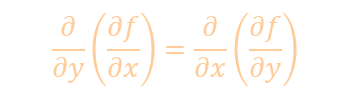 ∂/∂y (∂f/∂x) = ∂/∂x (∂f/∂y)